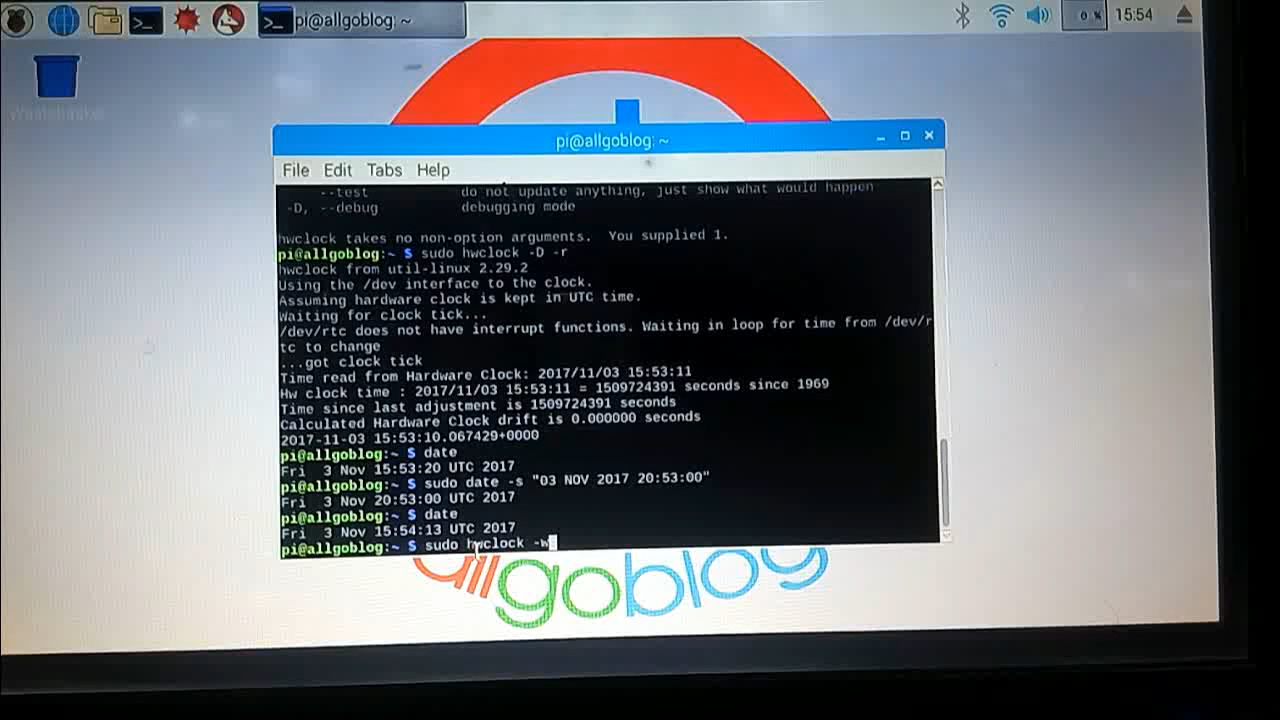 pi@allgoblog: ~
0 %
15:54
Wastebasket
pi@allgoblog: ~
File Edit Tabs Help
--test do not update anything, just show what would happen
-D, --debug debugging mode
hwclock takes no non-option arguments. You supplied 1.
pi@allgoblog:~ $ sudo hwclock -D -r
hwclock from util-linux 2.29.2
Using the /dev interface to the clock.
Assuming hardware clock is kept in UTC time.
Waiting for clock tick...
/dev/rtc does not have interrupt functions. Waiting in loop for time from /dev/r
tc to change
...got clock tick
Time read from Hardware Clock: 2017/11/03 15:53:11
Hw clock time : 2017/11/03 15:53:11 = 1509724391 seconds since 1969
Time since last adjustment is 1509724391 seconds
Calculated Hardware Clock drift is 0.000000 seconds
2017-11-03 15:53:10.067429+0000
pi@allgoblog:~ $ date
Fri 3 Nov 15:53:20 UTC 2017
pi@allgoblog:~ $ sudo date -s "03 NOV 2017 20:53:00"
Fri 3 Nov 20:53:00 UTC 2017
pi@allgoblog:~ $ date
Fri 3 Nov 15:54:13 UTC 2017
pi@allgoblog:~ $ sudo hwclock -w
allgoblog